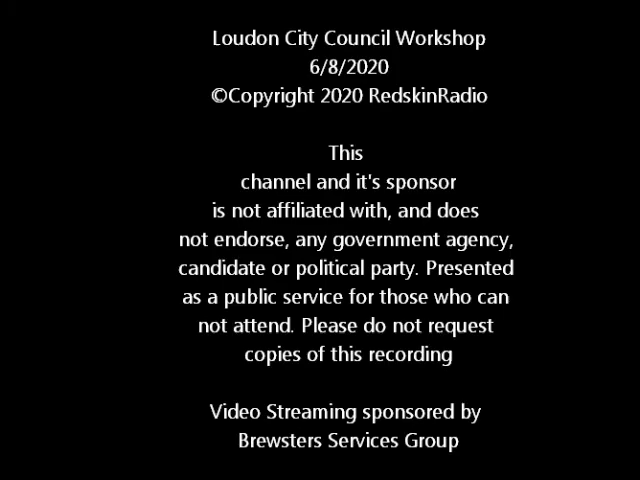 Loudon City Council Workshop
6/8/2020
©Copyright 2020 RedskinRadio
This
channel and it's sponsor
is not affiliated with, and does
not endorse, any government agency,
candidate or political party. Presented
as a public service for those who can
not attend. Please do not request
copies of this recording
Video Streaming sponsored by
Brewsters Services Group